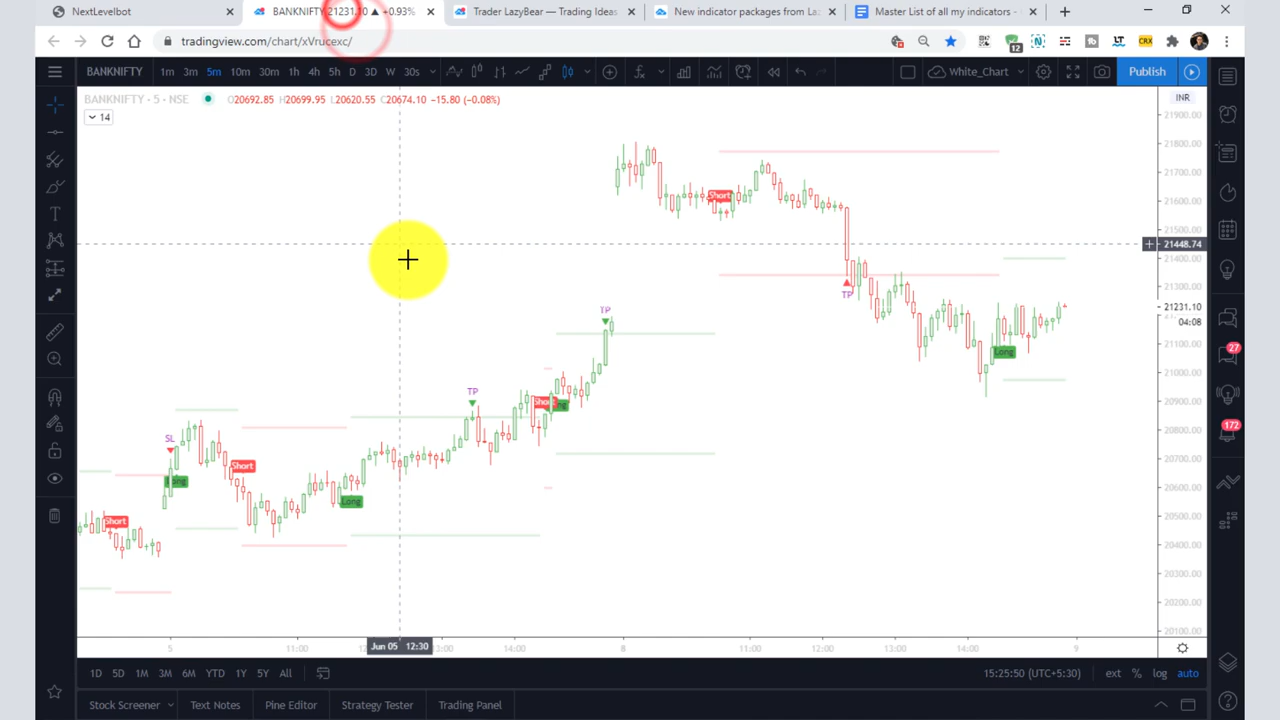 NextLevelbot
BANKNIFTY 21231.10 ▲ +0.93%
Trader LazyBear — Trading Ideas
New indicator package from Laz
Master List of all my indicators -
tradingview.com/chart/xVrucexc/
12
LT
CRX
BANKNIFTY 1m 3m 5m 10m 30m 1h 4h 5h D 3D W 30s
White_Chart
Publish
BANKNIFTY · 5 · NSE O20692.85 H20699.95 L20620.55 C20674.10 −15.80 (−0.08%)
14
INR
21900.00
21800.00
21700.00
21600.00
21500.00
21448.74
21400.00
21300.00
21231.10
04:08
21100.00
21000.00
20900.00
20800.00
20700.00
20600.00
20500.00
20400.00
20300.00
20200.00
20100.00
Short
TP
TP
Long
TP
Short
SL
Short
Long
Long
Short
27
172
5
11:00
Jun 05 12:30
13:00
14:00
8
11:00
12:00
13:00
14:00
9
1D 5D 1M 3M 6M YTD 1Y 5Y All
15:25:50 (UTC+5:30) ext % log auto
Stock Screener Text Notes Pine Editor Strategy Tester Trading Panel